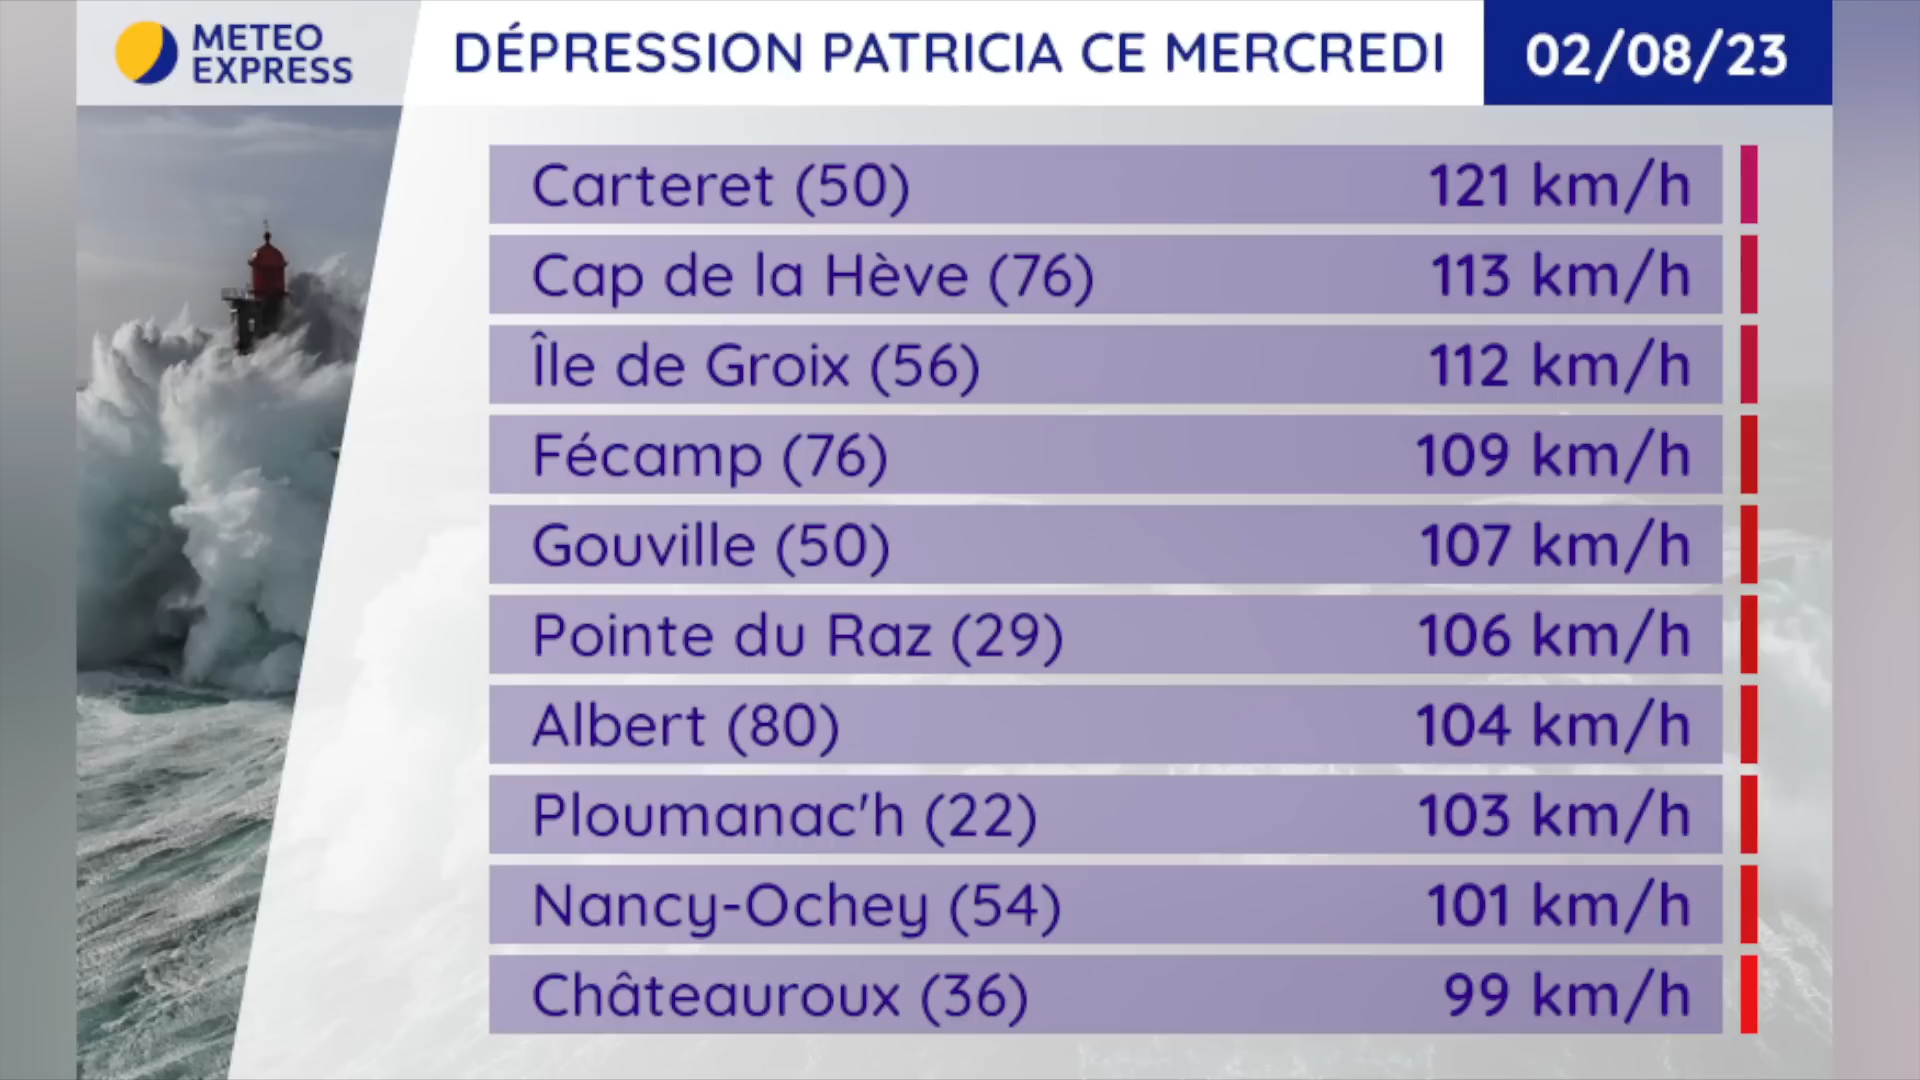 METEO
EXPRESS
DÉPRESSION PATRICIA CE MERCREDI
02/08/23
Carteret (50) 121 km/h
Cap de la Hève (76) 113 km/h
Île de Groix (56) 112 km/h
Fécamp (76) 109 km/h
Gouville (50) 107 km/h
Pointe du Raz (29) 106 km/h
Albert (80) 104 km/h
Ploumanac'h (22) 103 km/h
Nancy-Ochey (54) 101 km/h
Châteauroux (36) 99 km/h